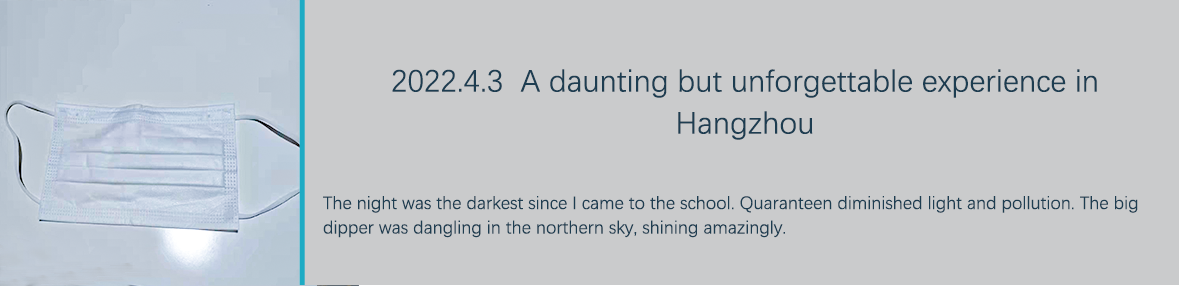 2022.4.3  A daunting but unforgettable experience in
Hangzhou
The night was the darkest since I came to the school. Quaranteen diminished light and pollution. The big
dipper was dangling in the northern sky, shining amazingly.